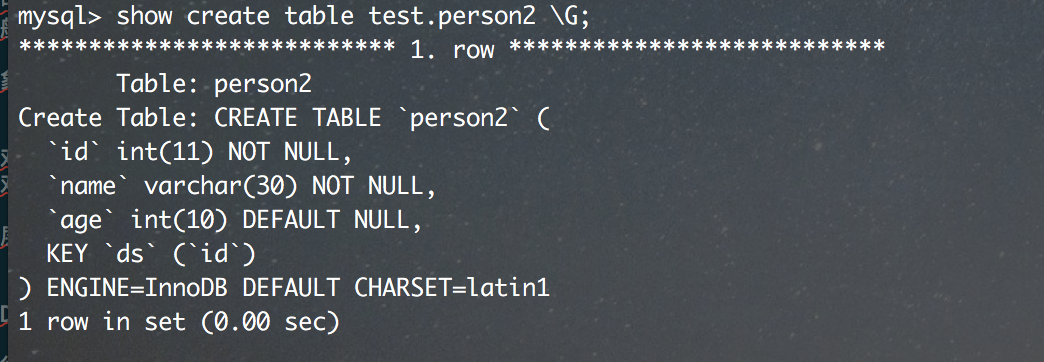 mysql> show create table test.person2 \G;
*************************** 1. row ***************************
Table: person2
Create Table: CREATE TABLE `person2` (
`id` int(11) NOT NULL,
`name` varchar(30) NOT NULL,
`age` int(10) DEFAULT NULL,
KEY `ds` (`id`)
) ENGINE=InnoDB DEFAULT CHARSET=latin1
1 row in set (0.00 sec)